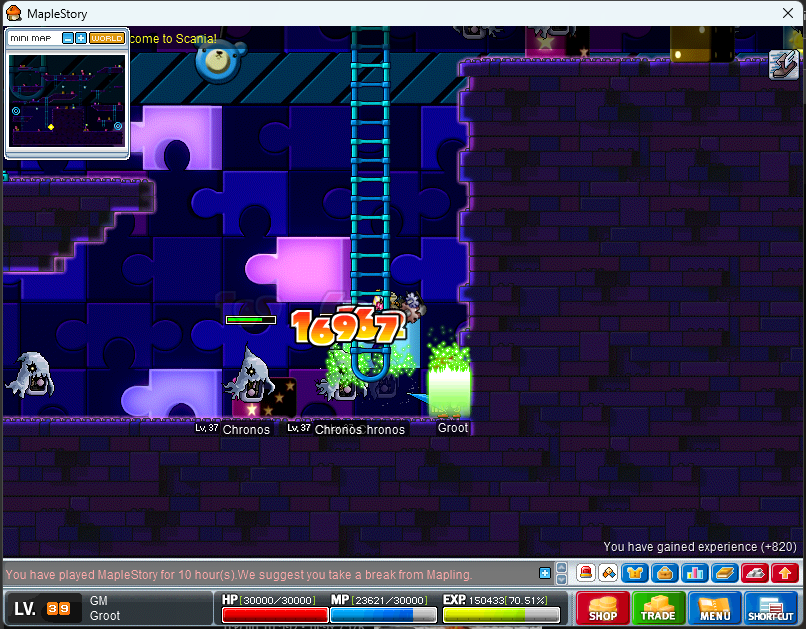 MapleStory
MINI MAP
WORLD
come to Scania!
Lv. 37 Chronos
Lv. 37 Chronos
hronos
Groot
You have gained experience (+820)
You have played MapleStory for 10 hour(s).We suggest you take a break from Mapling.
LV. 39
GM
Groot
HP[30000/30000]
MP[23621/30000]
EXP 150433[70.51%]
SHOP
TRADE
MENU
SHORTCUT